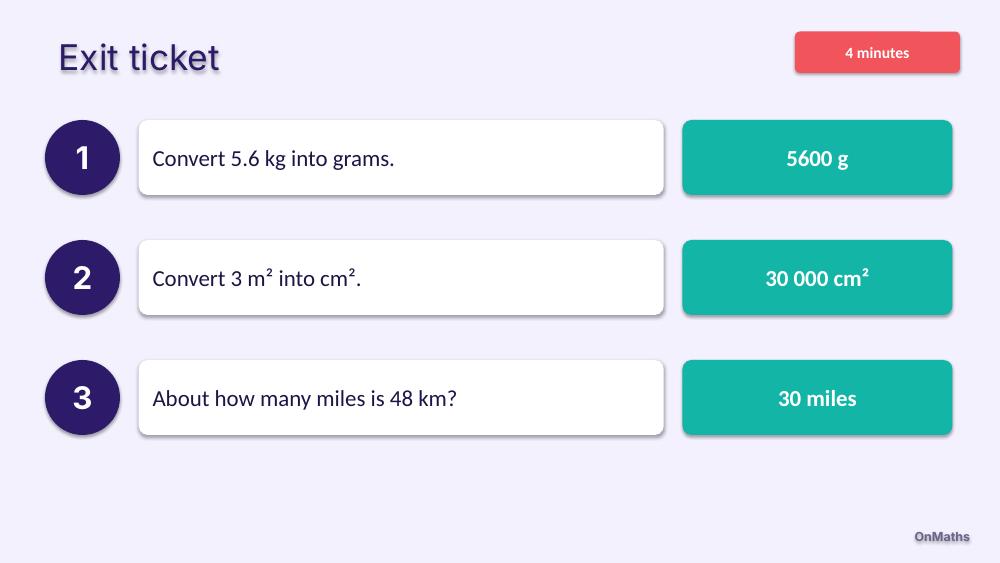 Exit ticket
4 minutes
1
Convert 5.6 kg into grams.
5600 g
2
Convert 3 m² into cm².
30 000 cm²
3
About how many miles is 48 km?
30 miles
OnMaths